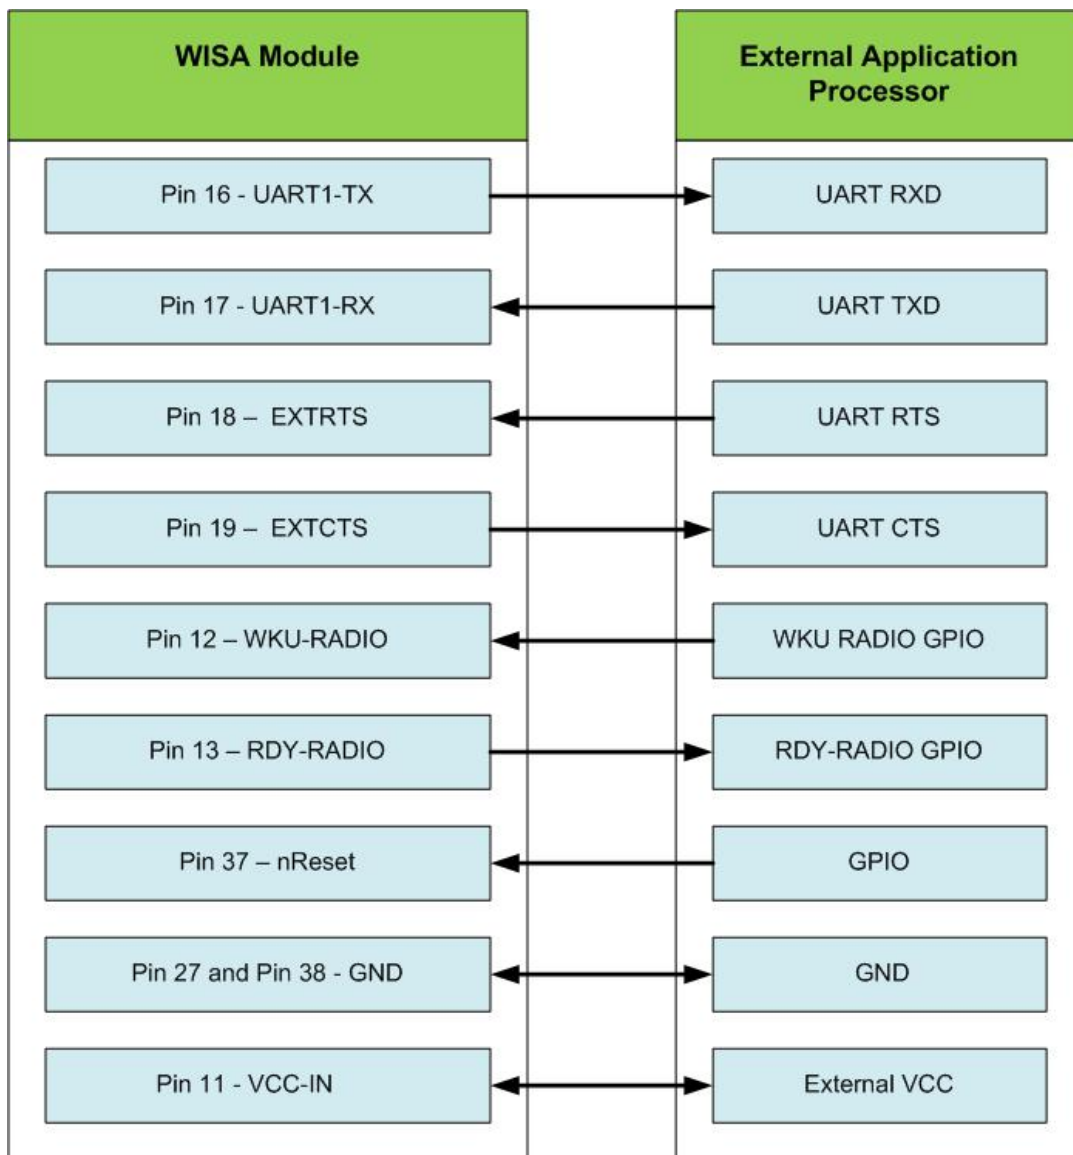 WISA Module
External Application
Processor
Pin 16 - UART1-TX
UART RXD
Pin 17 - UART1-RX
UART TXD
Pin 18 – EXTRTS
UART RTS
Pin 19 – EXTCTS
UART CTS
Pin 12 – WKU-RADIO
WKU RADIO GPIO
Pin 13 – RDY-RADIO
RDY-RADIO GPIO
Pin 37 – nReset
GPIO
Pin 27 and Pin 38 - GND
GND
Pin 11 - VCC-IN
External VCC